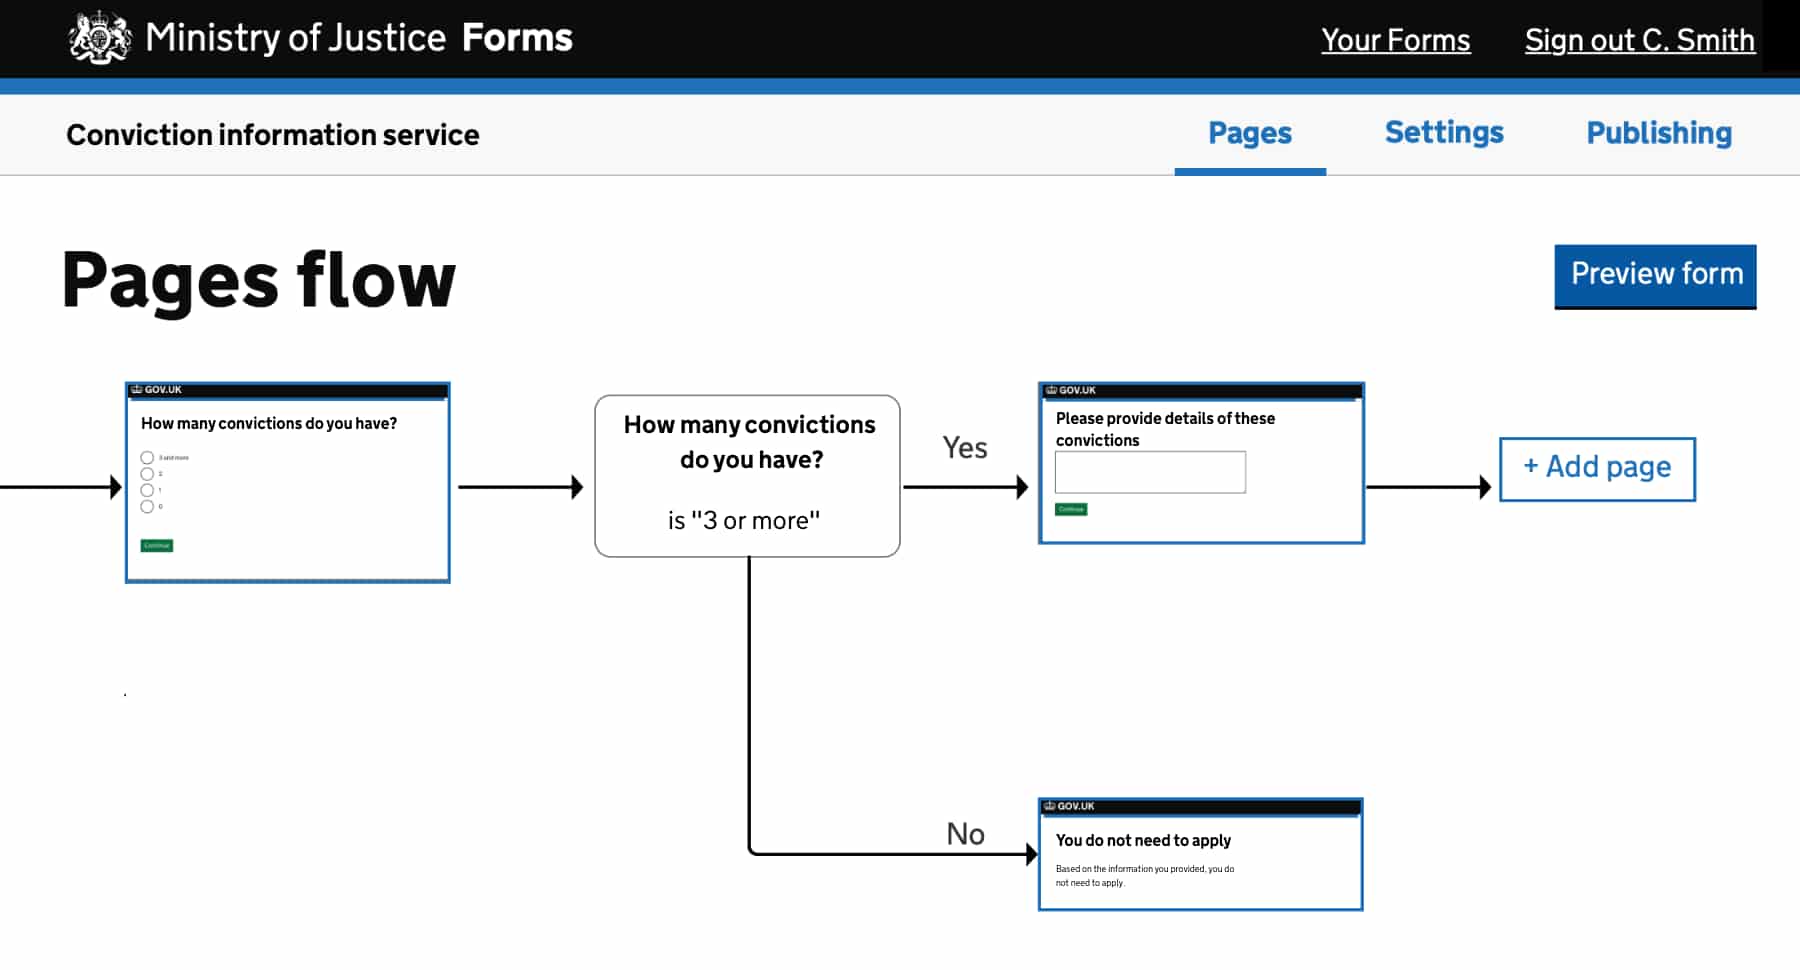 Ministry of Justice Forms
Your Forms
Sign out C. Smith
Conviction information service
Pages
Settings
Publishing
Pages flow
Preview form
GOV.UK
How many convictions do you have?
3 and more
2
1
0
Continue
How many convictions
do you have?
is "3 or more"
Yes
GOV.UK
Please provide details of these
convictions
Continue
+ Add page
No
GOV.UK
You do not need to apply
Based on the information you provided, you do
not need to apply.